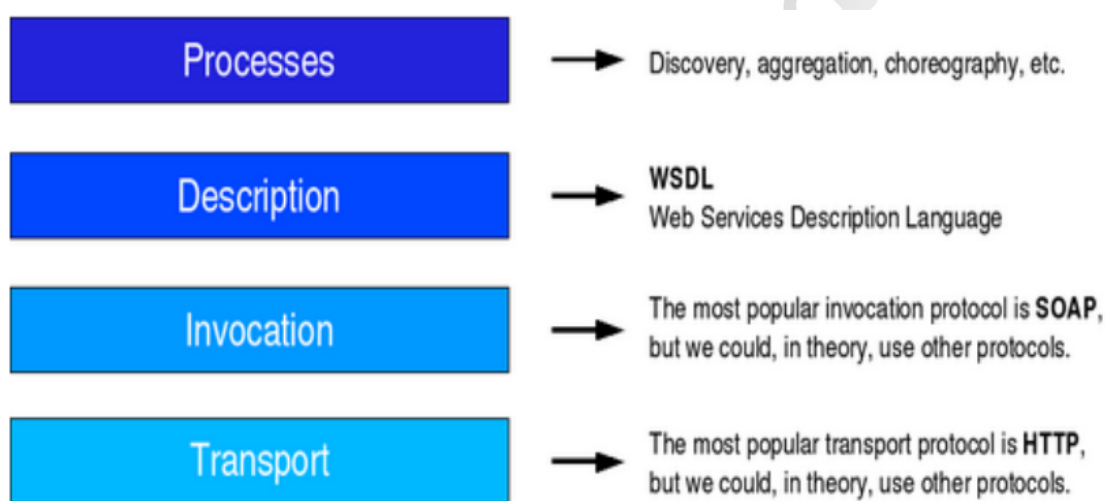 Processes
Discovery, aggregation, choreography, etc.
Description
WSDL
Web Services Description Language
Invocation
The most popular invocation protocol is SOAP,
but we could, in theory, use other protocols.
Transport
The most popular transport protocol is HTTP,
but we could, in theory, use other protocols.